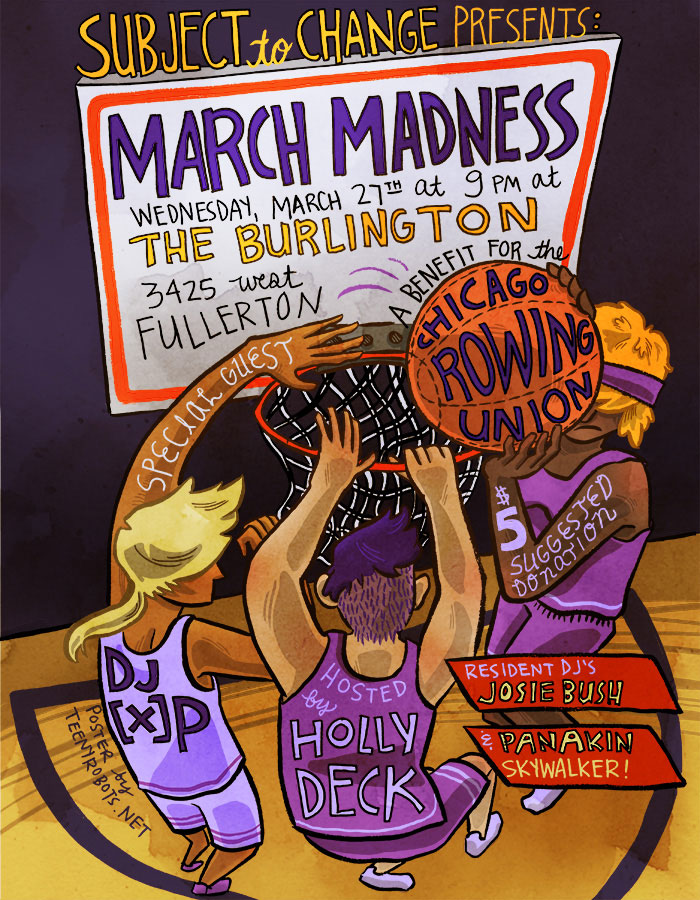 SUBJECT to CHANGE PRESENTS:
MARCH MADNESS
WEDNESDAY, MARCH 27TH at 9 PM at
THE BURLINGTON
3425 west
FULLERTON
A BENEFIT FOR the
CHICAGO
ROWING
UNION
SPECIAL GUEST
DJ
[X]P
$
5
SUGGESTED
DONATION
HOSTED
by
HOLLY
DECK
RESIDENT DJ'S
JOSIE BUSH
& PANAKIN
SKYWALKER!
POSTER by
TEENYROBOTS.NET